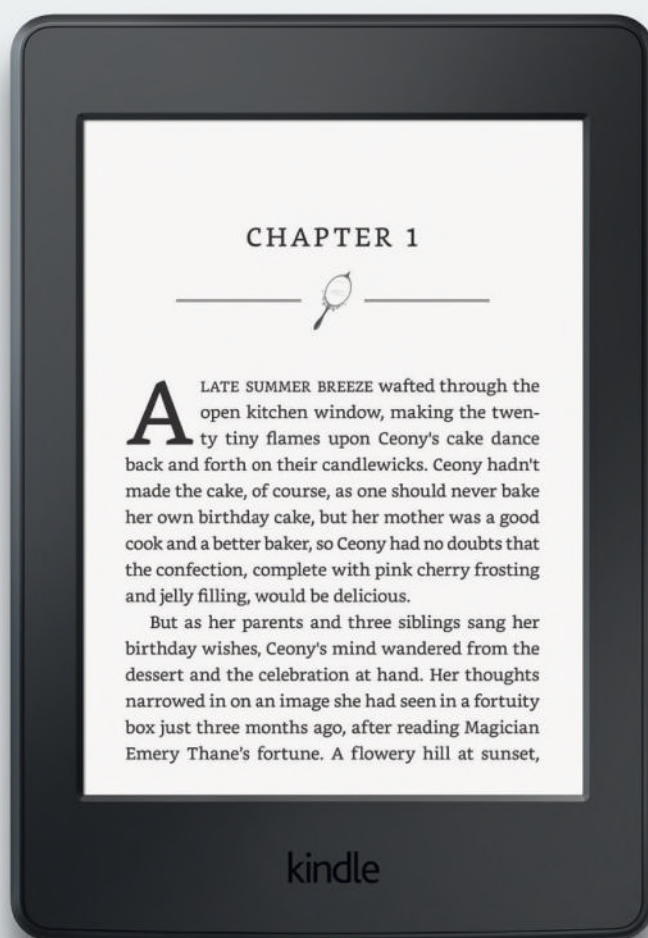 CHAPTER 1
A LATE SUMMER BREEZE wafted through the
open kitchen window, making the twen-
ty tiny flames upon Ceony's cake dance
back and forth on their candlewicks. Ceony hadn't
made the cake, of course, as one should never bake
her own birthday cake, but her mother was a good
cook and a better baker, so Ceony had no doubts that
the confection, complete with pink cherry frosting
and jelly filling, would be delicious.
But as her parents and three siblings sang her
birthday wishes, Ceony's mind wandered from the
dessert and the celebration at hand. Her thoughts
narrowed in on an image she had seen in a fortuity
box just three months ago, after reading Magician
Emery Thane's fortune. A flowery hill at sunset,
kindle